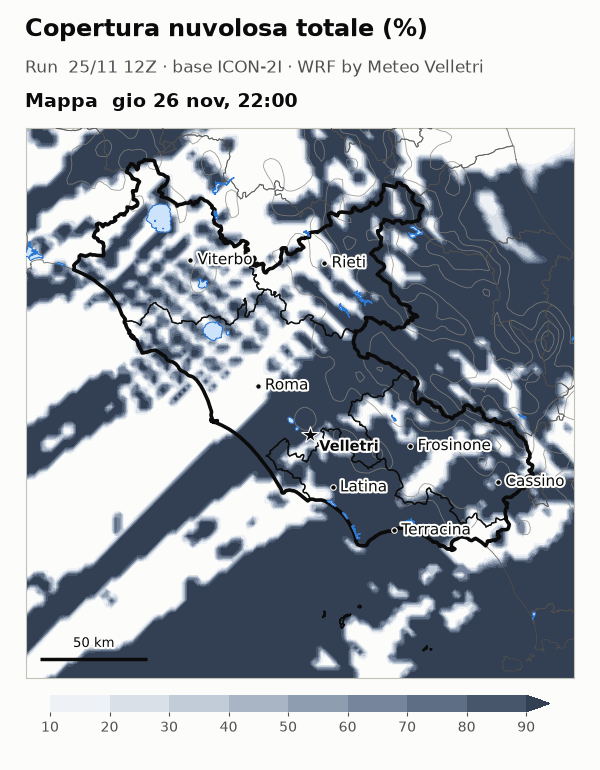 Copertura nuvolosa totale (%)
Run  25/11 12Z · base ICON-2I · WRF by Meteo Velletri
Mappa  gio 26 nov, 22:00
Viterbo
Rieti
Roma
Velletri
Frosinone
Cassino
Latina
Terracina
50 km
10 20 30 40 50 60 70 80 90